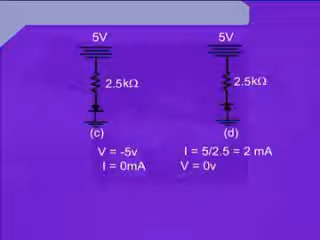 5V 5V
2.5kΩ 2.5kΩ
(c) (d)
V = -5v I = 5/2.5 = 2 mA
I = 0mA V = 0v